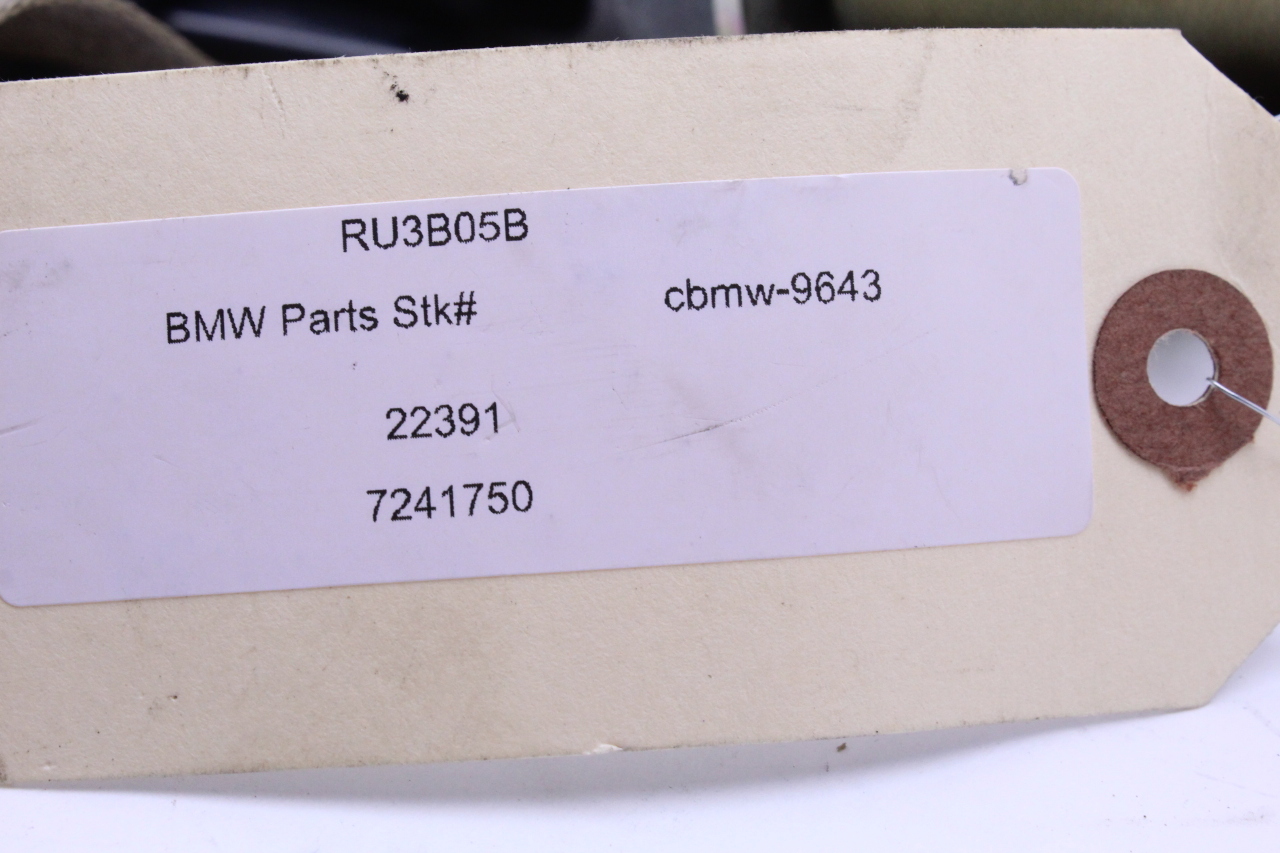 RU3B05B
BMW Parts Stk# cbmw-9643
22391
7241750